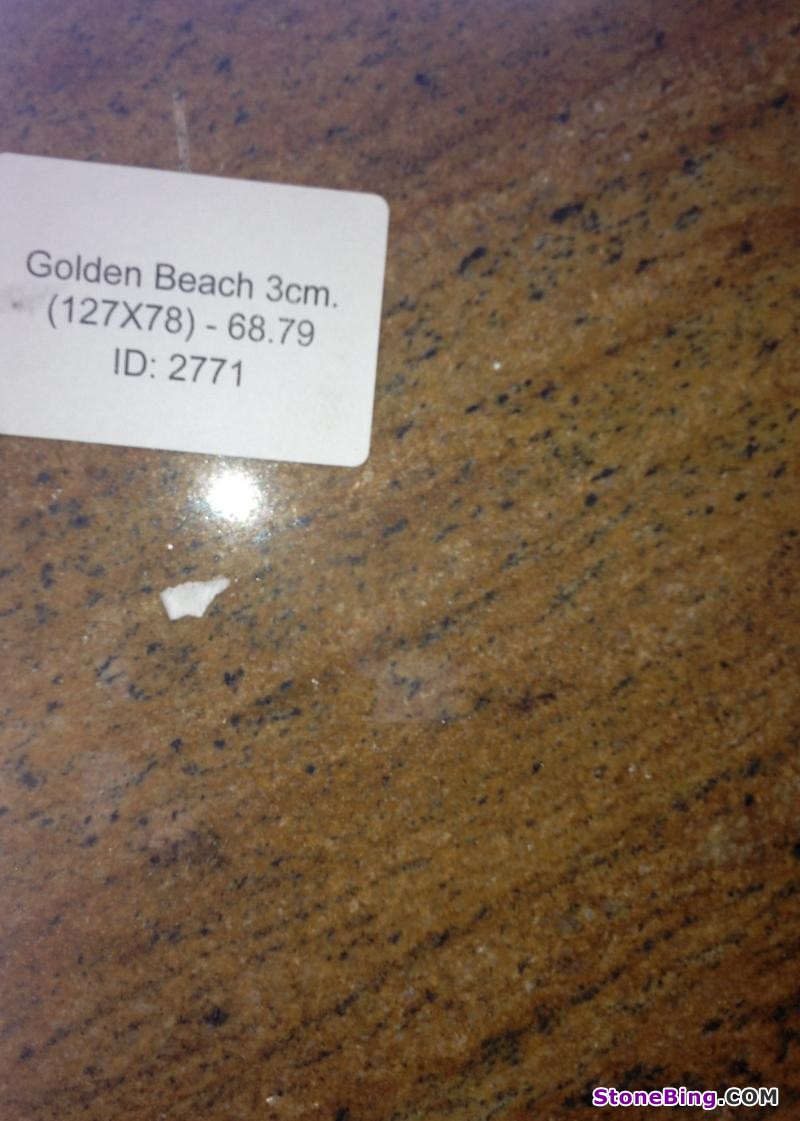 Golden Beach 3cm.
(127X78) - 68.79
ID: 2771
StoneBing.COM